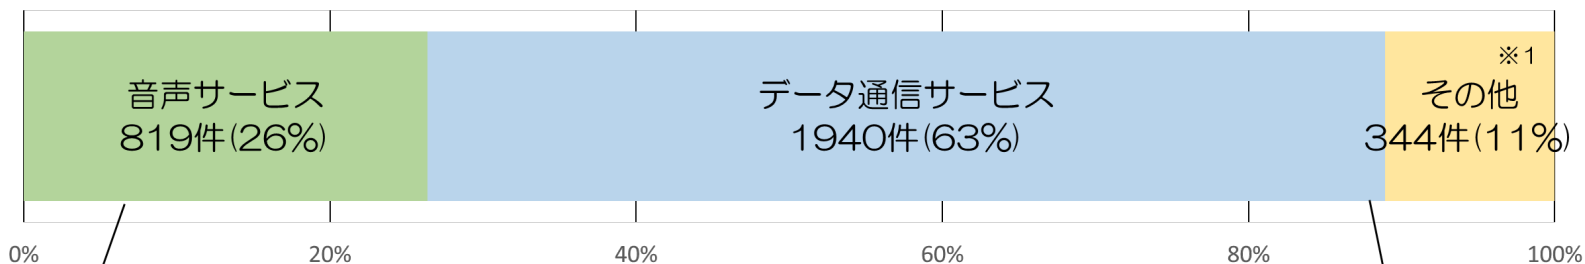 ※１
音声サービス
819件(26%)
データ通信サービス
1940件(63%)
その他
344件(11%)
0%
20%
40%
60%
80%
100%